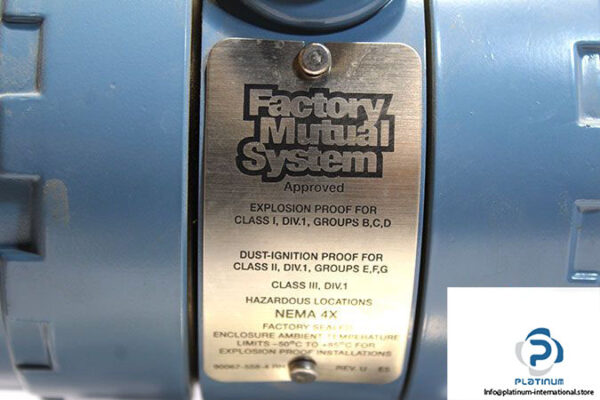 Factory
Mutual
System
Approved
EXPLOSION PROOF FOR
CLASS I, DIV.1, GROUPS B,C,D
DUST-IGNITION PROOF FOR
CLASS II, DIV.1, GROUPS E,F,G
CLASS III, DIV.1
HAZARDOUS LOCATIONS
NEMA 4X
FACTORY SEALED
ENCLOSURE AMBIENT TEMPERATURE
LIMITS -50°C TO +85°C FOR
EXPLOSION PROOF INSTALLATIONS
REV. U ES
PLATINUM
Info@platinum-international.store